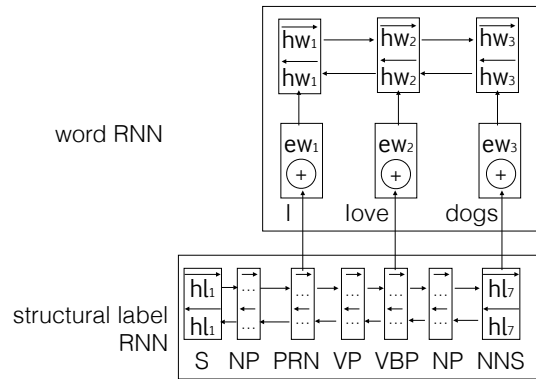 hw₁ hw₂ hw₃
hw₁ hw₂ hw₃
word RNN
ew₁ ew₂ ew₃
+ + +
I love dogs
hl₁ ... ... ... ... ... hl₇
hl₁ ... ... ... ... ... hl₇
structural label
RNN
S NP PRN VP VBP NP NNS